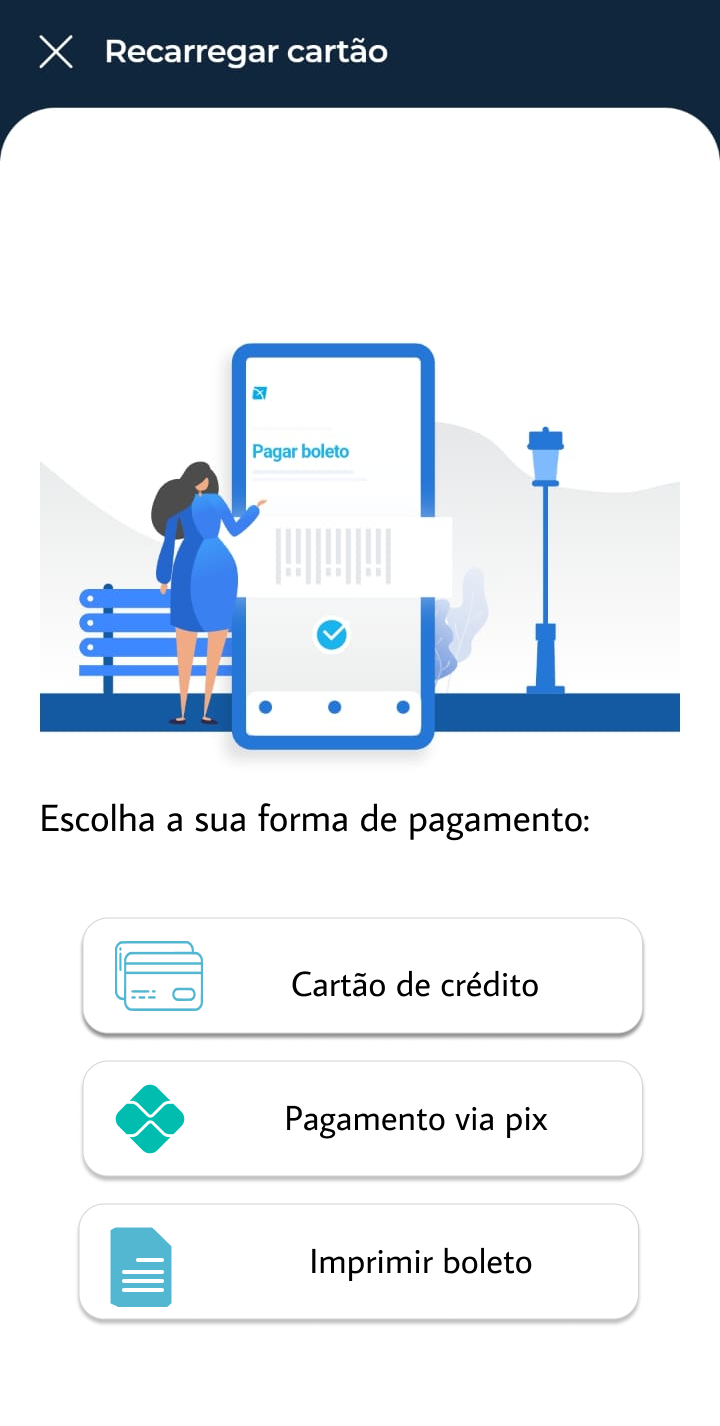 Recarregar cartão
Pagar boleto
Escolha a sua forma de pagamento:
Cartão de crédito
Pagamento via pix
Imprimir boleto